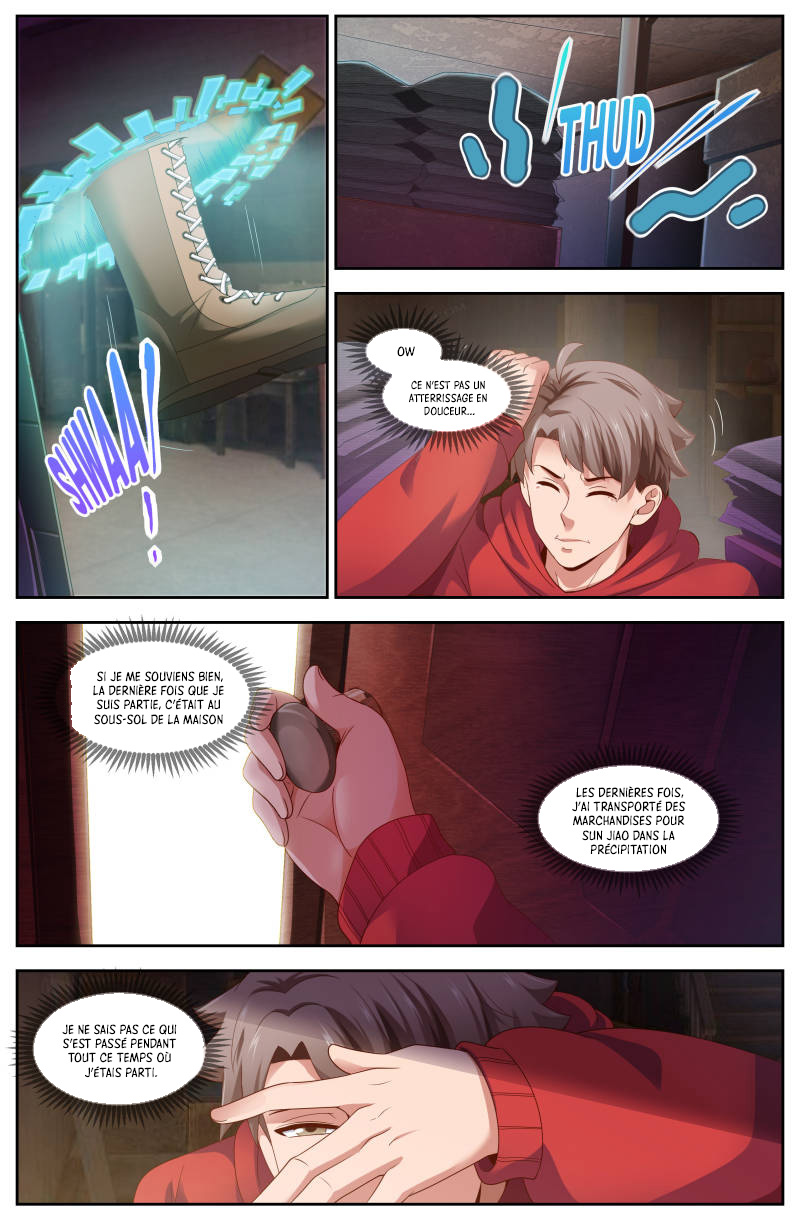 SHWAA!
THUD
OW
CE N'EST PAS UN
ATTERRISSAGE EN
DOUCEUR...
SI JE ME SOUVIENS BIEN,
LA DERNIÈRE FOIS QUE JE
SUIS PARTIE, C'ÉTAIT AU
SOUS-SOL DE LA MAISON
LES DERNIÈRES FOIS,
J'AI TRANSPORTÉ DES
MARCHANDISES POUR
SUN JIAO DANS LA
PRÉCIPITATION
JE NE SAIS PAS CE QUI
S'EST PASSÉ PENDANT
TOUT CE TEMPS OÙ
J'ÉTAIS PARTI.